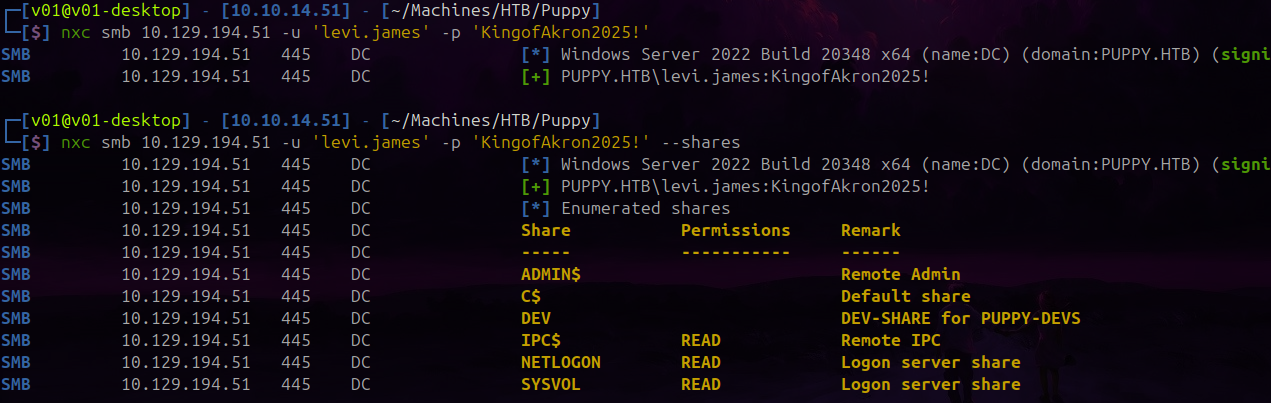 ┌─[v01@v01-desktop] - [10.10.14.51] - [~/Machines/HTB/Puppy]
└─[$] nxc smb 10.129.194.51 -u 'levi.james' -p 'KingofAkron2025!'
SMB 10.129.194.51 445 DC [*] Windows Server 2022 Build 20348 x64 (name:DC) (domain:PUPPY.HTB) (signi
SMB 10.129.194.51 445 DC [+] PUPPY.HTB\levi.james:KingofAkron2025!
┌─[v01@v01-desktop] - [10.10.14.51] - [~/Machines/HTB/Puppy]
└─[$] nxc smb 10.129.194.51 -u 'levi.james' -p 'KingofAkron2025!' --shares
SMB 10.129.194.51 445 DC [*] Windows Server 2022 Build 20348 x64 (name:DC) (domain:PUPPY.HTB) (signi
SMB 10.129.194.51 445 DC [+] PUPPY.HTB\levi.james:KingofAkron2025!
SMB 10.129.194.51 445 DC [*] Enumerated shares
SMB 10.129.194.51 445 DC Share Permissions Remark
SMB 10.129.194.51 445 DC ----- ----------- ------
SMB 10.129.194.51 445 DC ADMIN$ Remote Admin
SMB 10.129.194.51 445 DC C$ Default share
SMB 10.129.194.51 445 DC DEV DEV-SHARE for PUPPY-DEVS
SMB 10.129.194.51 445 DC IPC$ READ Remote IPC
SMB 10.129.194.51 445 DC NETLOGON READ Logon server share
SMB 10.129.194.51 445 DC SYSVOL READ Logon server share